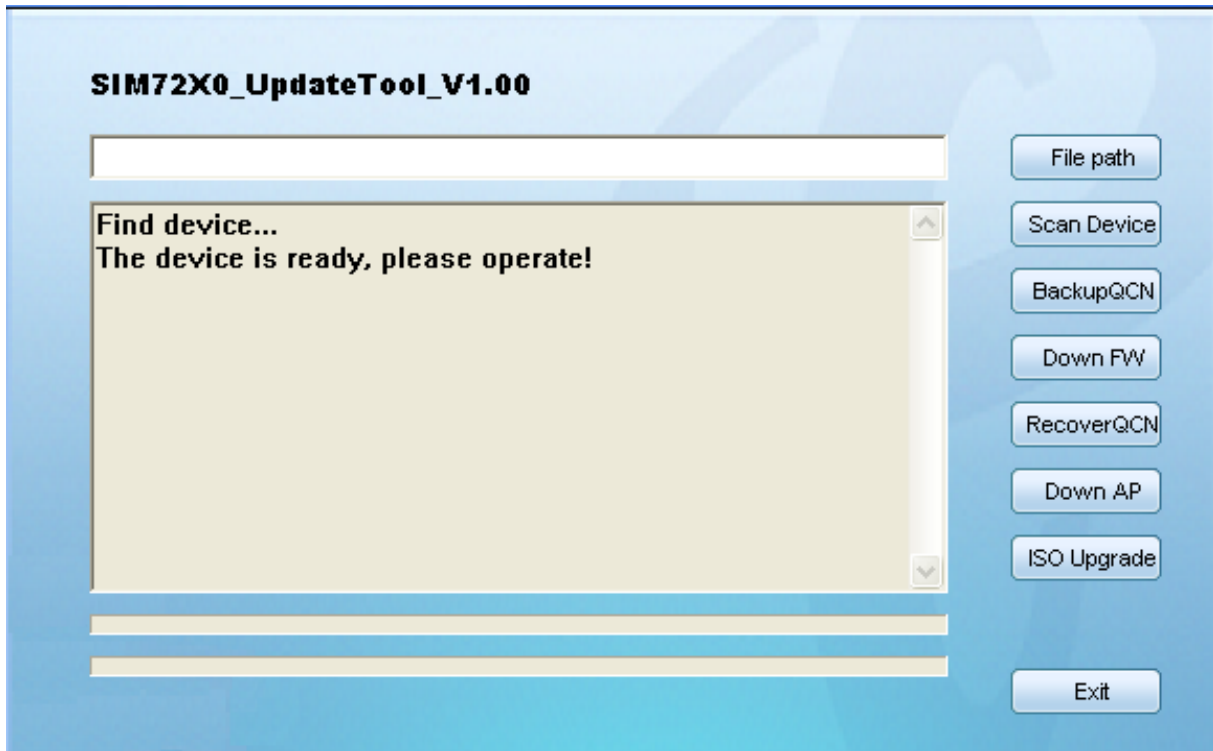 SIM72X0_UpdateTool_V1.00
File path
Find device...
The device is ready, please operate!
Scan Device
BackupQCN
Down FW
RecoverQCN
Down AP
ISO Upgrade
Exit